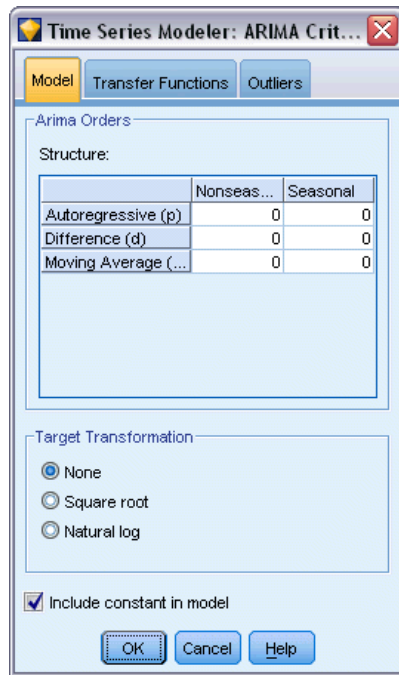 Time Series Modeler: ARIMA Crit...
Model Transfer Functions Outliers
Arima Orders
Structure:
Nonseas... Seasonal
Autoregressive (p) 0 0
Difference (d) 0 0
Moving Average (... 0 0
Target Transformation
None
Square root
Natural log
Include constant in model
OK Cancel Help